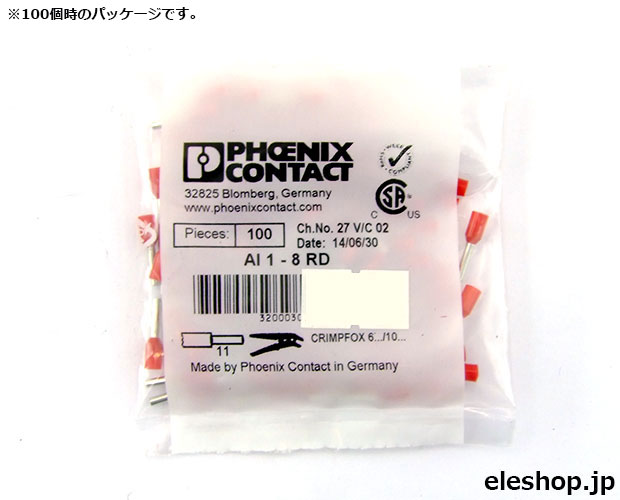 ※100個時のパッケージです。
PHŒNIX
CONTACT
32825 Blomberg, Germany
www.phoenixcontact.com
C US
Pieces: 100
Ch.No. 27 V/C 02
Date: 14/06/30
AI 1 - 8 RD
11
CRIMPFOX 6.../10...
Made by Phoenix Contact in Germany
eleshop.jp